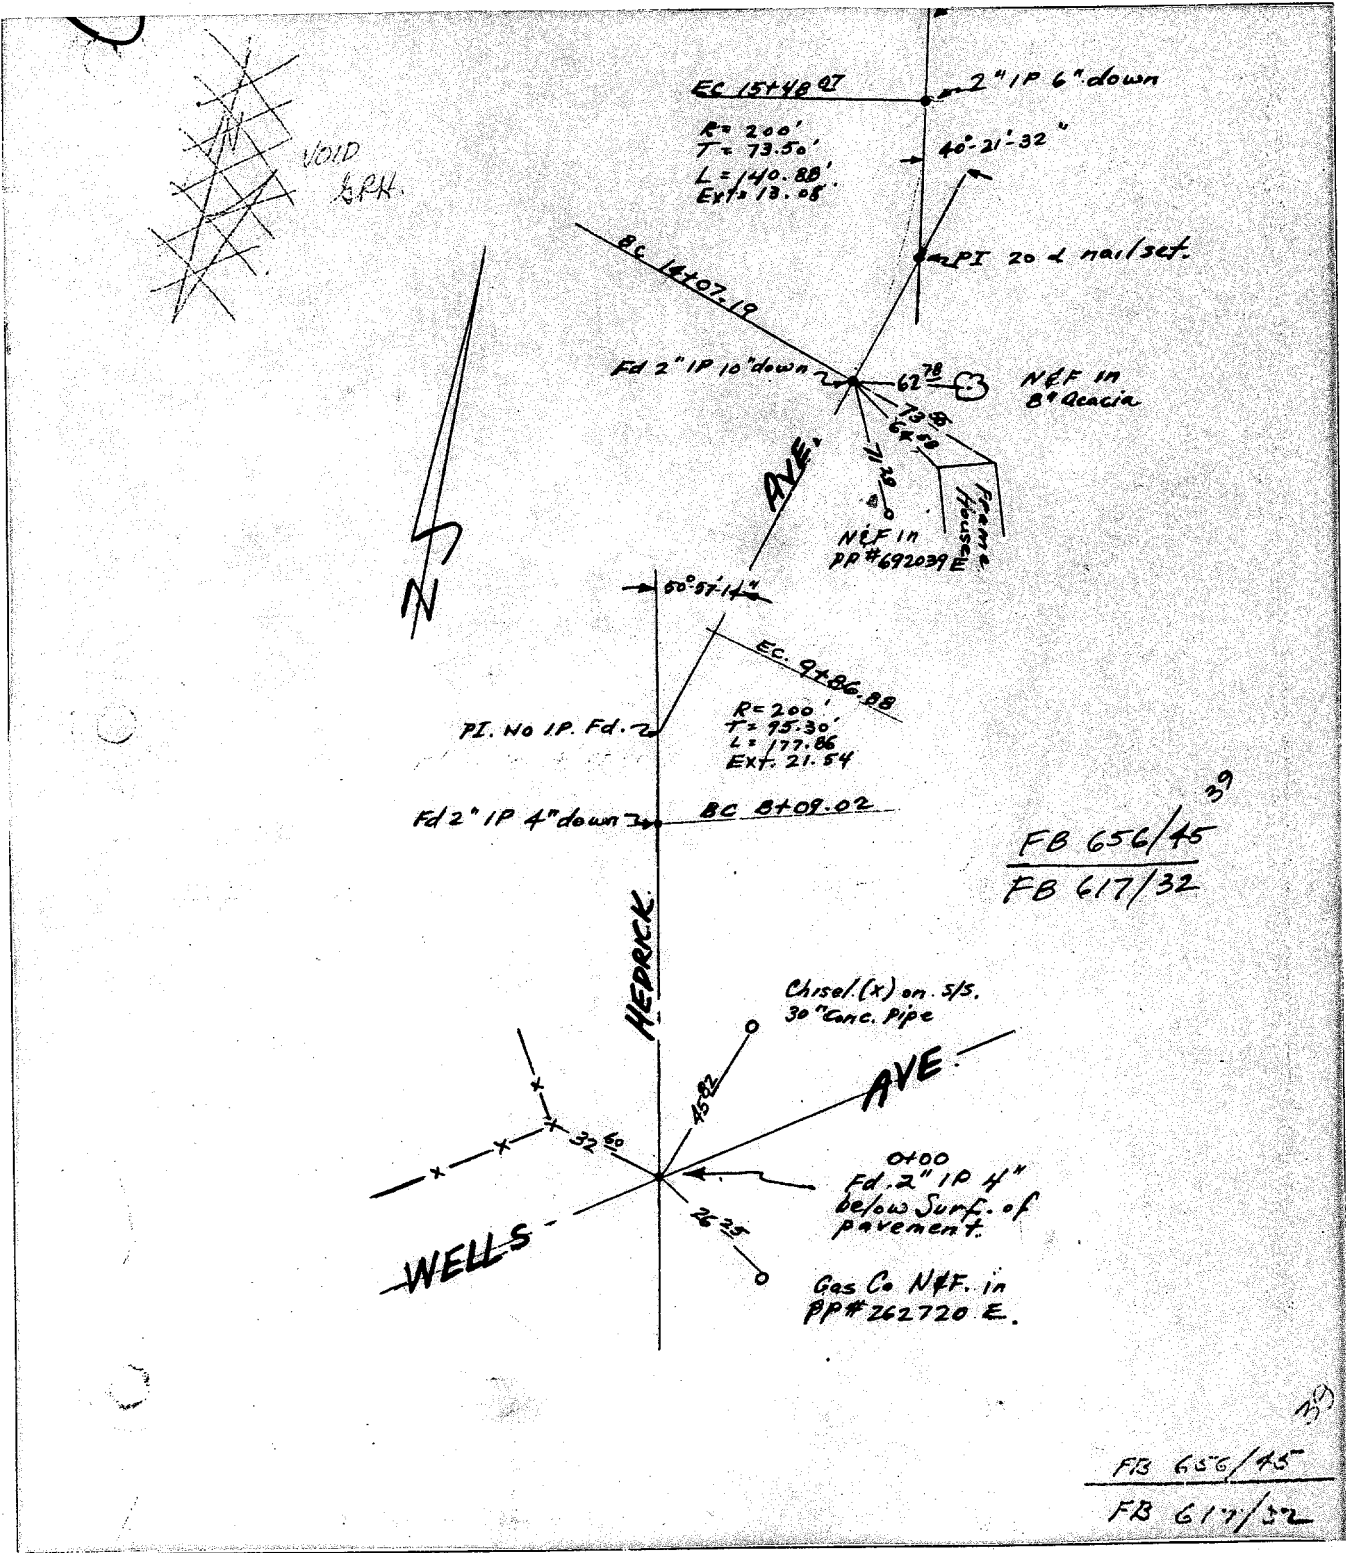 N
VOID
GRH.
EC 15+48.07
2" IP 6" down
R = 200'
T = 73.50'
L = 140.88'
Ext = 13.08'
40°-21'-32"
BC 14+07.19
PI 20 d nail set.
Fd 2" IP 10" down
62.78
N&F in
8" Acacia
64.58
71.39
Frame
House
N&F in
PP #692039 E
AVE.
N
50°-57'-14"
EC. 9+86.88
R = 200'
T = 95.30'
L = 177.86
Ext. 21.54
PI. No IP. Fd.
Fd 2" IP 4" down
BC 8+09.02
39
FB 656/45
FB 617/32
HEDRICK
Chisel (x) on s/s.
30" Conc. Pipe
45.82
AVE.
32.60
0+00
Fd. 2" IP 4"
below Surf. of
pavement.
26.25
WELLS
Gas Co N&F. in
PP# 262720 E.
39
FB 656/45
FB 617/32